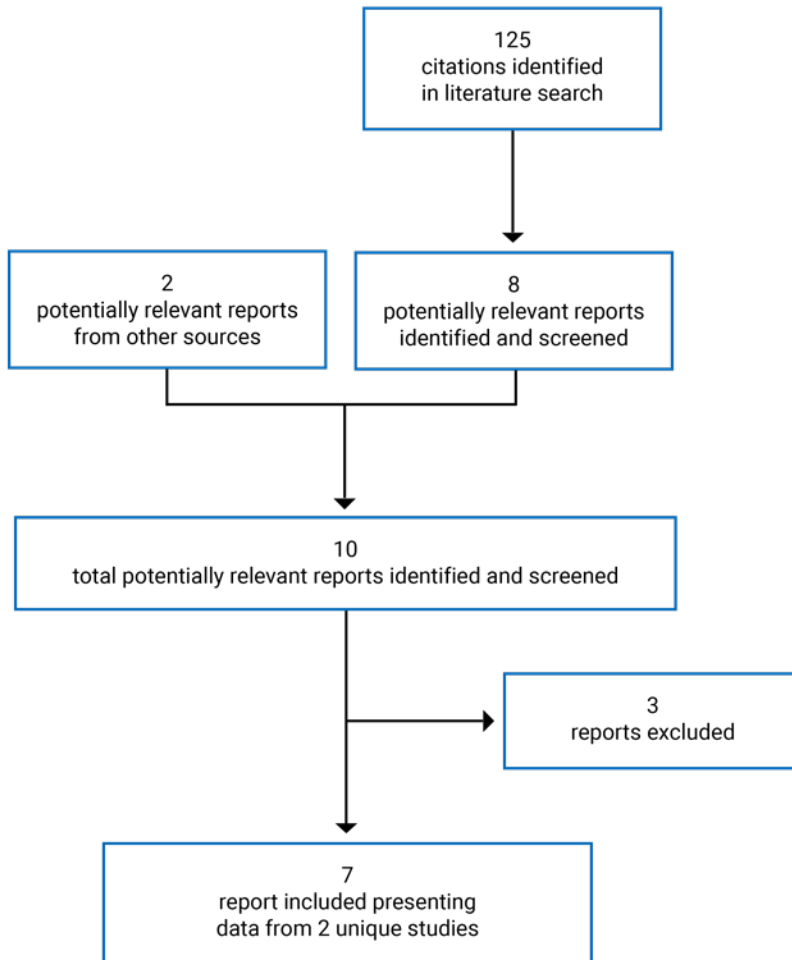 125
citations identified
in literature search
2
potentially relevant reports
from other sources
8
potentially relevant reports
identified and screened
10
total potentially relevant reports identified and screened
3
reports excluded
7
report included presenting
data from 2 unique studies